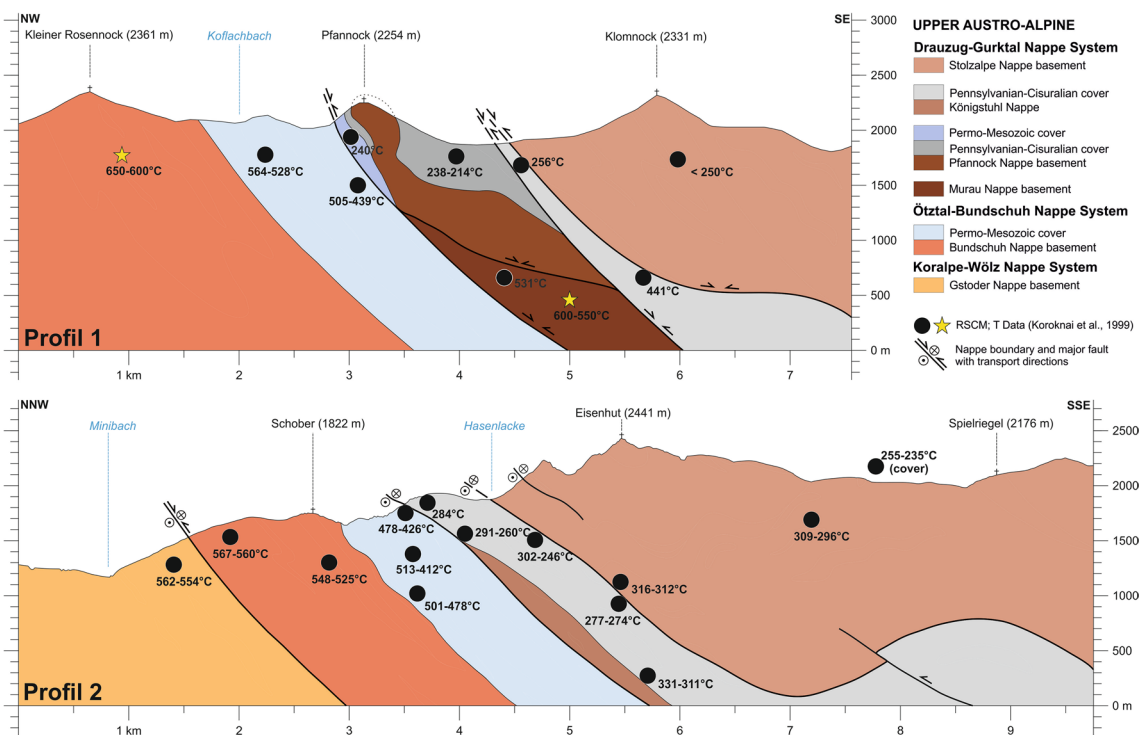 NW
SE
Kleiner Rosennock (2361 m)
Koflachbach
Pfannock (2254 m)
Klomnock (2331 m)
3000
2500
2000
1500
1000
500
0 m
650-600°C
564-528°C
240°C
505-439°C
238-214°C
256°C
< 250°C
531°C
600-550°C
441°C
Profil 1
1 km
2
3
4
5
6
7
UPPER AUSTRO-ALPINE
Drauzug-Gurktal Nappe System
Stolzalpe Nappe basement
Pennsylvanian-Cisuralian cover
Königstuhl Nappe
Permo-Mesozoic cover
Pennsylvanian-Cisuralian cover
Pfannock Nappe basement
Murau Nappe basement
Ötztal-Bundschuh Nappe System
Permo-Mesozoic cover
Bundschuh Nappe basement
Koralpe-Wölz Nappe System
Gstoder Nappe basement
RSCM; T Data (Koroknai et al., 1999)
Nappe boundary and major fault
with transport directions
NNW
SSE
Minibach
Schober (1822 m)
Hasenlacke
Eisenhut (2441 m)
Spielriegel (2176 m)
2500
2000
1500
1000
500
0 m
255-235°C
(cover)
284°C
478-426°C
291-260°C
309-296°C
567-560°C
302-246°C
513-412°C
562-554°C
548-525°C
316-312°C
501-478°C
277-274°C
331-311°C
Profil 2
1 km
2
3
4
5
6
7
8
9